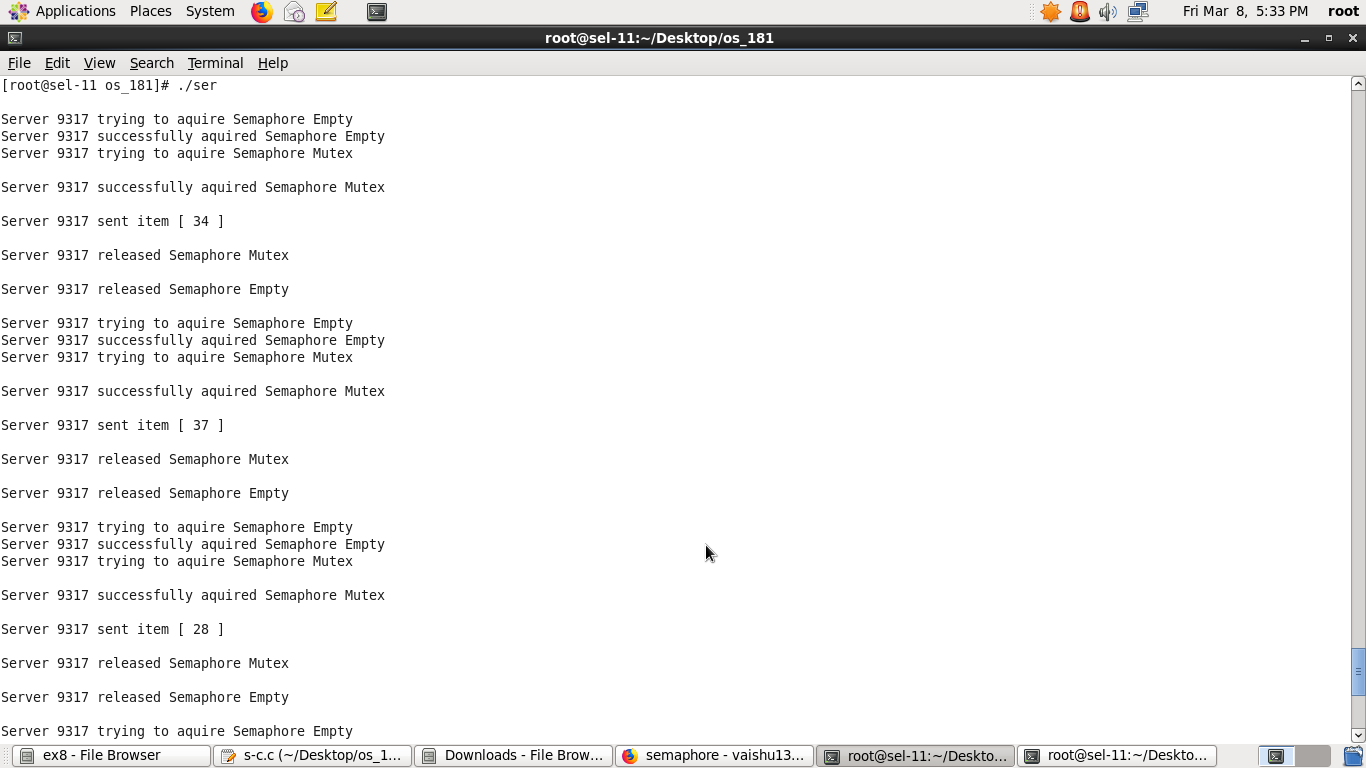 Applications Places System Fri Mar 8, 5:33 PM root
root@sel-11:~/Desktop/os_181
File Edit View Search Terminal Help
[root@sel-11 os_181]# ./ser
Server 9317 trying to aquire Semaphore Empty
Server 9317 successfully aquired Semaphore Empty
Server 9317 trying to aquire Semaphore Mutex
Server 9317 successfully aquired Semaphore Mutex
Server 9317 sent item [ 34 ]
Server 9317 released Semaphore Mutex
Server 9317 released Semaphore Empty
Server 9317 trying to aquire Semaphore Empty
Server 9317 successfully aquired Semaphore Empty
Server 9317 trying to aquire Semaphore Mutex
Server 9317 successfully aquired Semaphore Mutex
Server 9317 sent item [ 37 ]
Server 9317 released Semaphore Mutex
Server 9317 released Semaphore Empty
Server 9317 trying to aquire Semaphore Empty
Server 9317 successfully aquired Semaphore Empty
Server 9317 trying to aquire Semaphore Mutex
Server 9317 successfully aquired Semaphore Mutex
Server 9317 sent item [ 28 ]
Server 9317 released Semaphore Mutex
Server 9317 released Semaphore Empty
Server 9317 trying to aquire Semaphore Empty
ex8 - File Browser s-c.c (~/Desktop/os_1... Downloads - File Brow... semaphore - vaishu13... root@sel-11:~/Deskto... root@sel-11:~/Deskto...